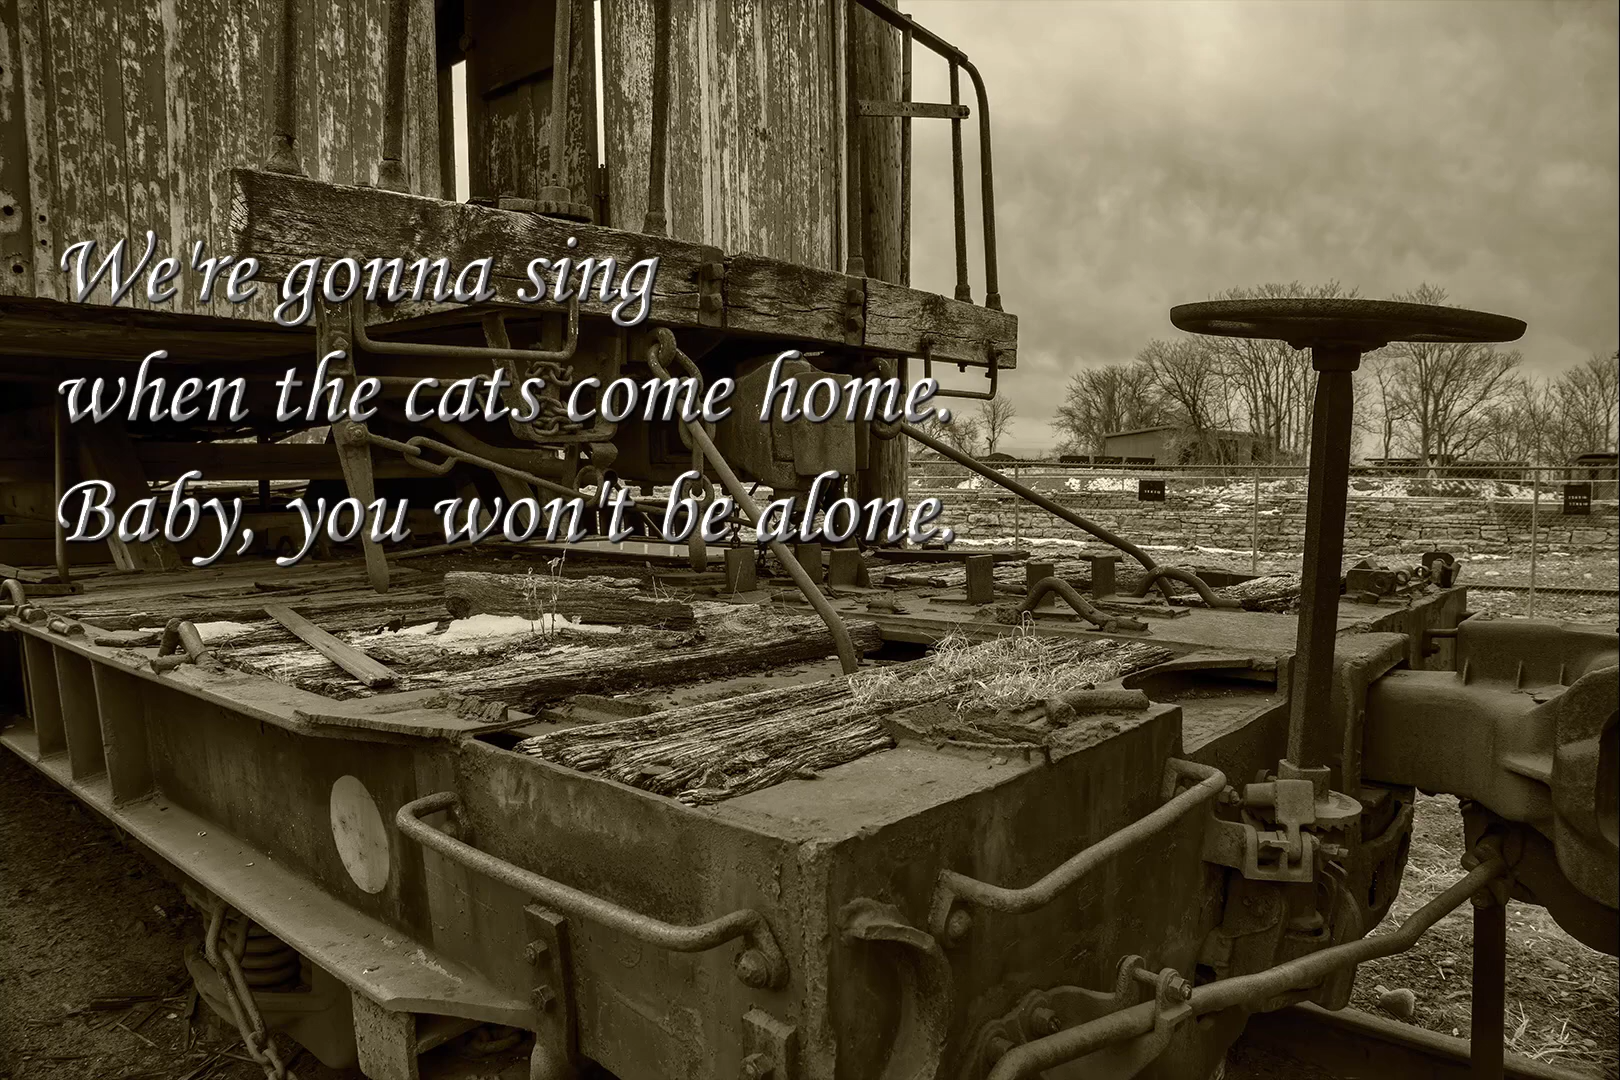 We're gonna sing
when the cats come home.
Baby, you won't be alone.